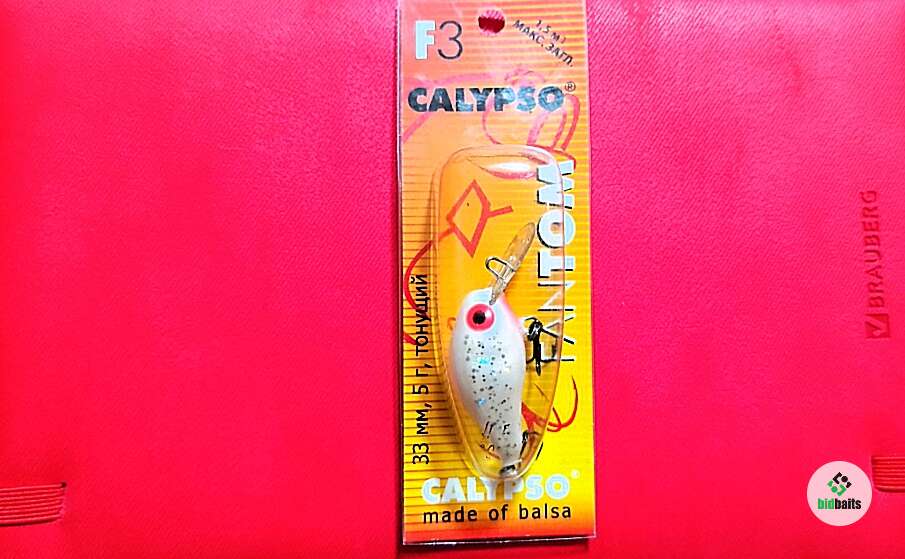 F3
1,5 м
МАКС. ЗАГЛ.
CALYPSO®
FANTOM
33 мм, 5 г, тонущий
CALYPSO®
made of balsa
BRAUBERG
bidbaits